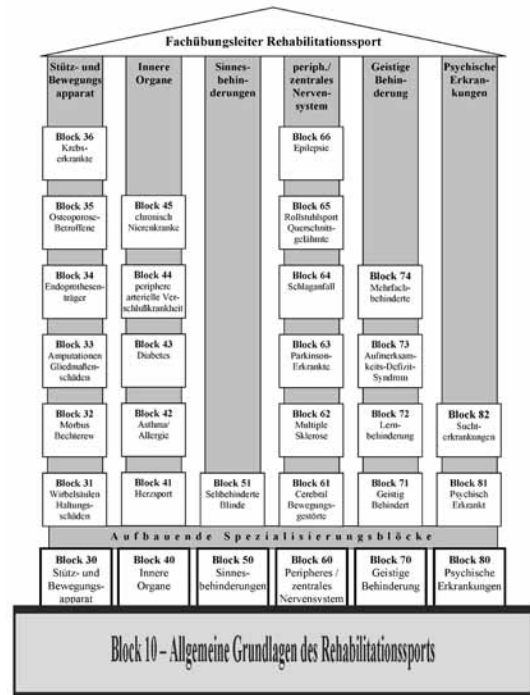 Fachübungsleiter Rehabilitationssport
Stütz- und
Bewegungs
apparat
Innere
Organe
Sinnes-
behin-
derungen
periph./
zentrales
Nerven-
system
Geistige
Behin-
derung
Psychische
Erkran-
kungen
Block 36
Krebs-
erkrankte
Block 66
Epilepsie
Block 35
Osteoporose-
Betroffene
Block 45
chronisch
Nierenkranke
Block 65
Rollstuhlsport
Querschnitts-
gelähmte
Block 34
Endoprothesen-
träger
Block 44
periphere
arterielle Ver-
schlußkrankheit
Block 64
Schlaganfall
Block 74
Mehrfach-
behinderte
Block 33
Amputationen
Gliedmaßen-
schäden
Block 43
Diabetes
Block 63
Parkinson-
Erkrankte
Block 73
Aufmerksam-
keits-Defizit-
Syndrom
Block 32
Morbus
Bechterew
Block 42
Asthma/
Allergie
Block 62
Multiple
Sklerose
Block 72
Lern-
behinderung
Block 82
Sucht-
erkrankungen
Block 31
Wirbelsäulen
Haltungs-
schäden
Block 41
Herzsport
Block 51
Sehbehinderte
Blinde
Block 61
Cerebral
Bewegungs-
gestörte
Block 71
Geistig
Behindert
Block 81
Psychisch
Erkrankt
Aufbauende Spezialisierungsblöcke
Block 30
Stütz- und
Bewegungs-
apparat
Block 40
Innere
Organe
Block 50
Sinnes-
behinderungen
Block 60
Peripheres /
zentrales
Nervensystem
Block 70
Geistige
Behinderung
Block 80
Psychische
Erkrankungen
Block 10 – Allgemeine Grundlagen des Rehabilitationssports